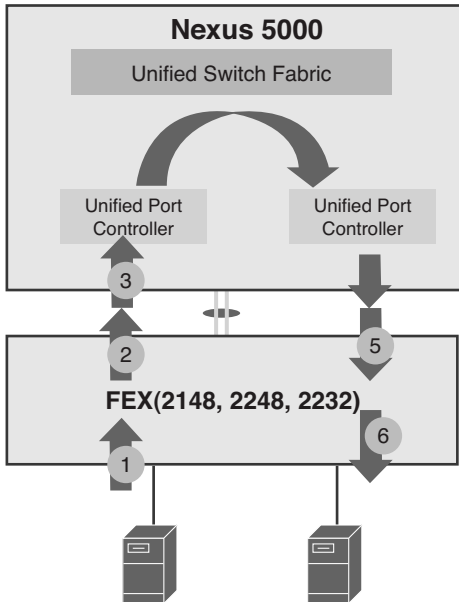 Nexus 5000
Unified Switch Fabric
Unified Port
Controller
Unified Port
Controller
3
2
5
FEX(2148, 2248, 2232)
6
1